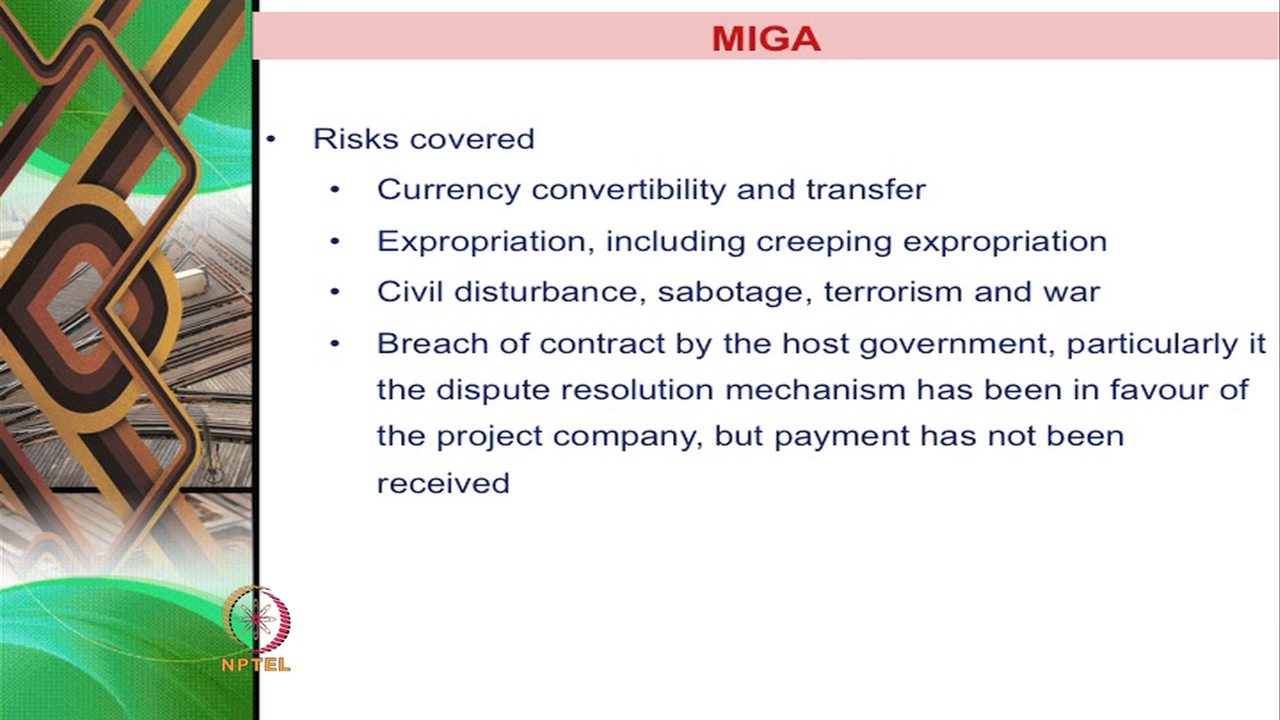 MIGA
• Risks covered
• Currency convertibility and transfer
• Expropriation, including creeping expropriation
• Civil disturbance, sabotage, terrorism and war
• Breach of contract by the host government, particularly it
the dispute resolution mechanism has been in favour of
the project company, but payment has not been
received
NPTEL